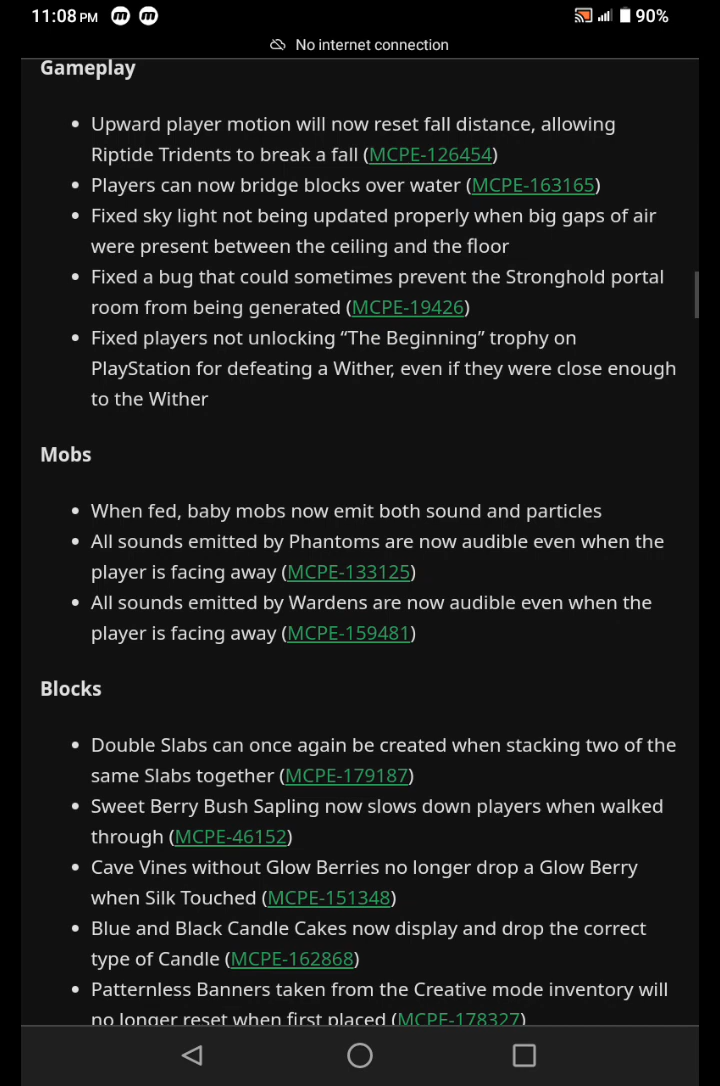 11:08 PM m m 90%
No internet connection
Gameplay
• Upward player motion will now reset fall distance, allowing
Riptide Tridents to break a fall (MCPE-126454)
• Players can now bridge blocks over water (MCPE-163165)
• Fixed sky light not being updated properly when big gaps of air
were present between the ceiling and the floor
• Fixed a bug that could sometimes prevent the Stronghold portal
room from being generated (MCPE-19426)
• Fixed players not unlocking “The Beginning” trophy on
PlayStation for defeating a Wither, even if they were close enough
to the Wither
Mobs
• When fed, baby mobs now emit both sound and particles
• All sounds emitted by Phantoms are now audible even when the
player is facing away (MCPE-133125)
• All sounds emitted by Wardens are now audible even when the
player is facing away (MCPE-159481)
Blocks
• Double Slabs can once again be created when stacking two of the
same Slabs together (MCPE-179187)
• Sweet Berry Bush Sapling now slows down players when walked
through (MCPE-46152)
• Cave Vines without Glow Berries no longer drop a Glow Berry
when Silk Touched (MCPE-151348)
• Blue and Black Candle Cakes now display and drop the correct
type of Candle (MCPE-162868)
• Patternless Banners taken from the Creative mode inventory will
no longer reset when first placed (MCPE-178327)